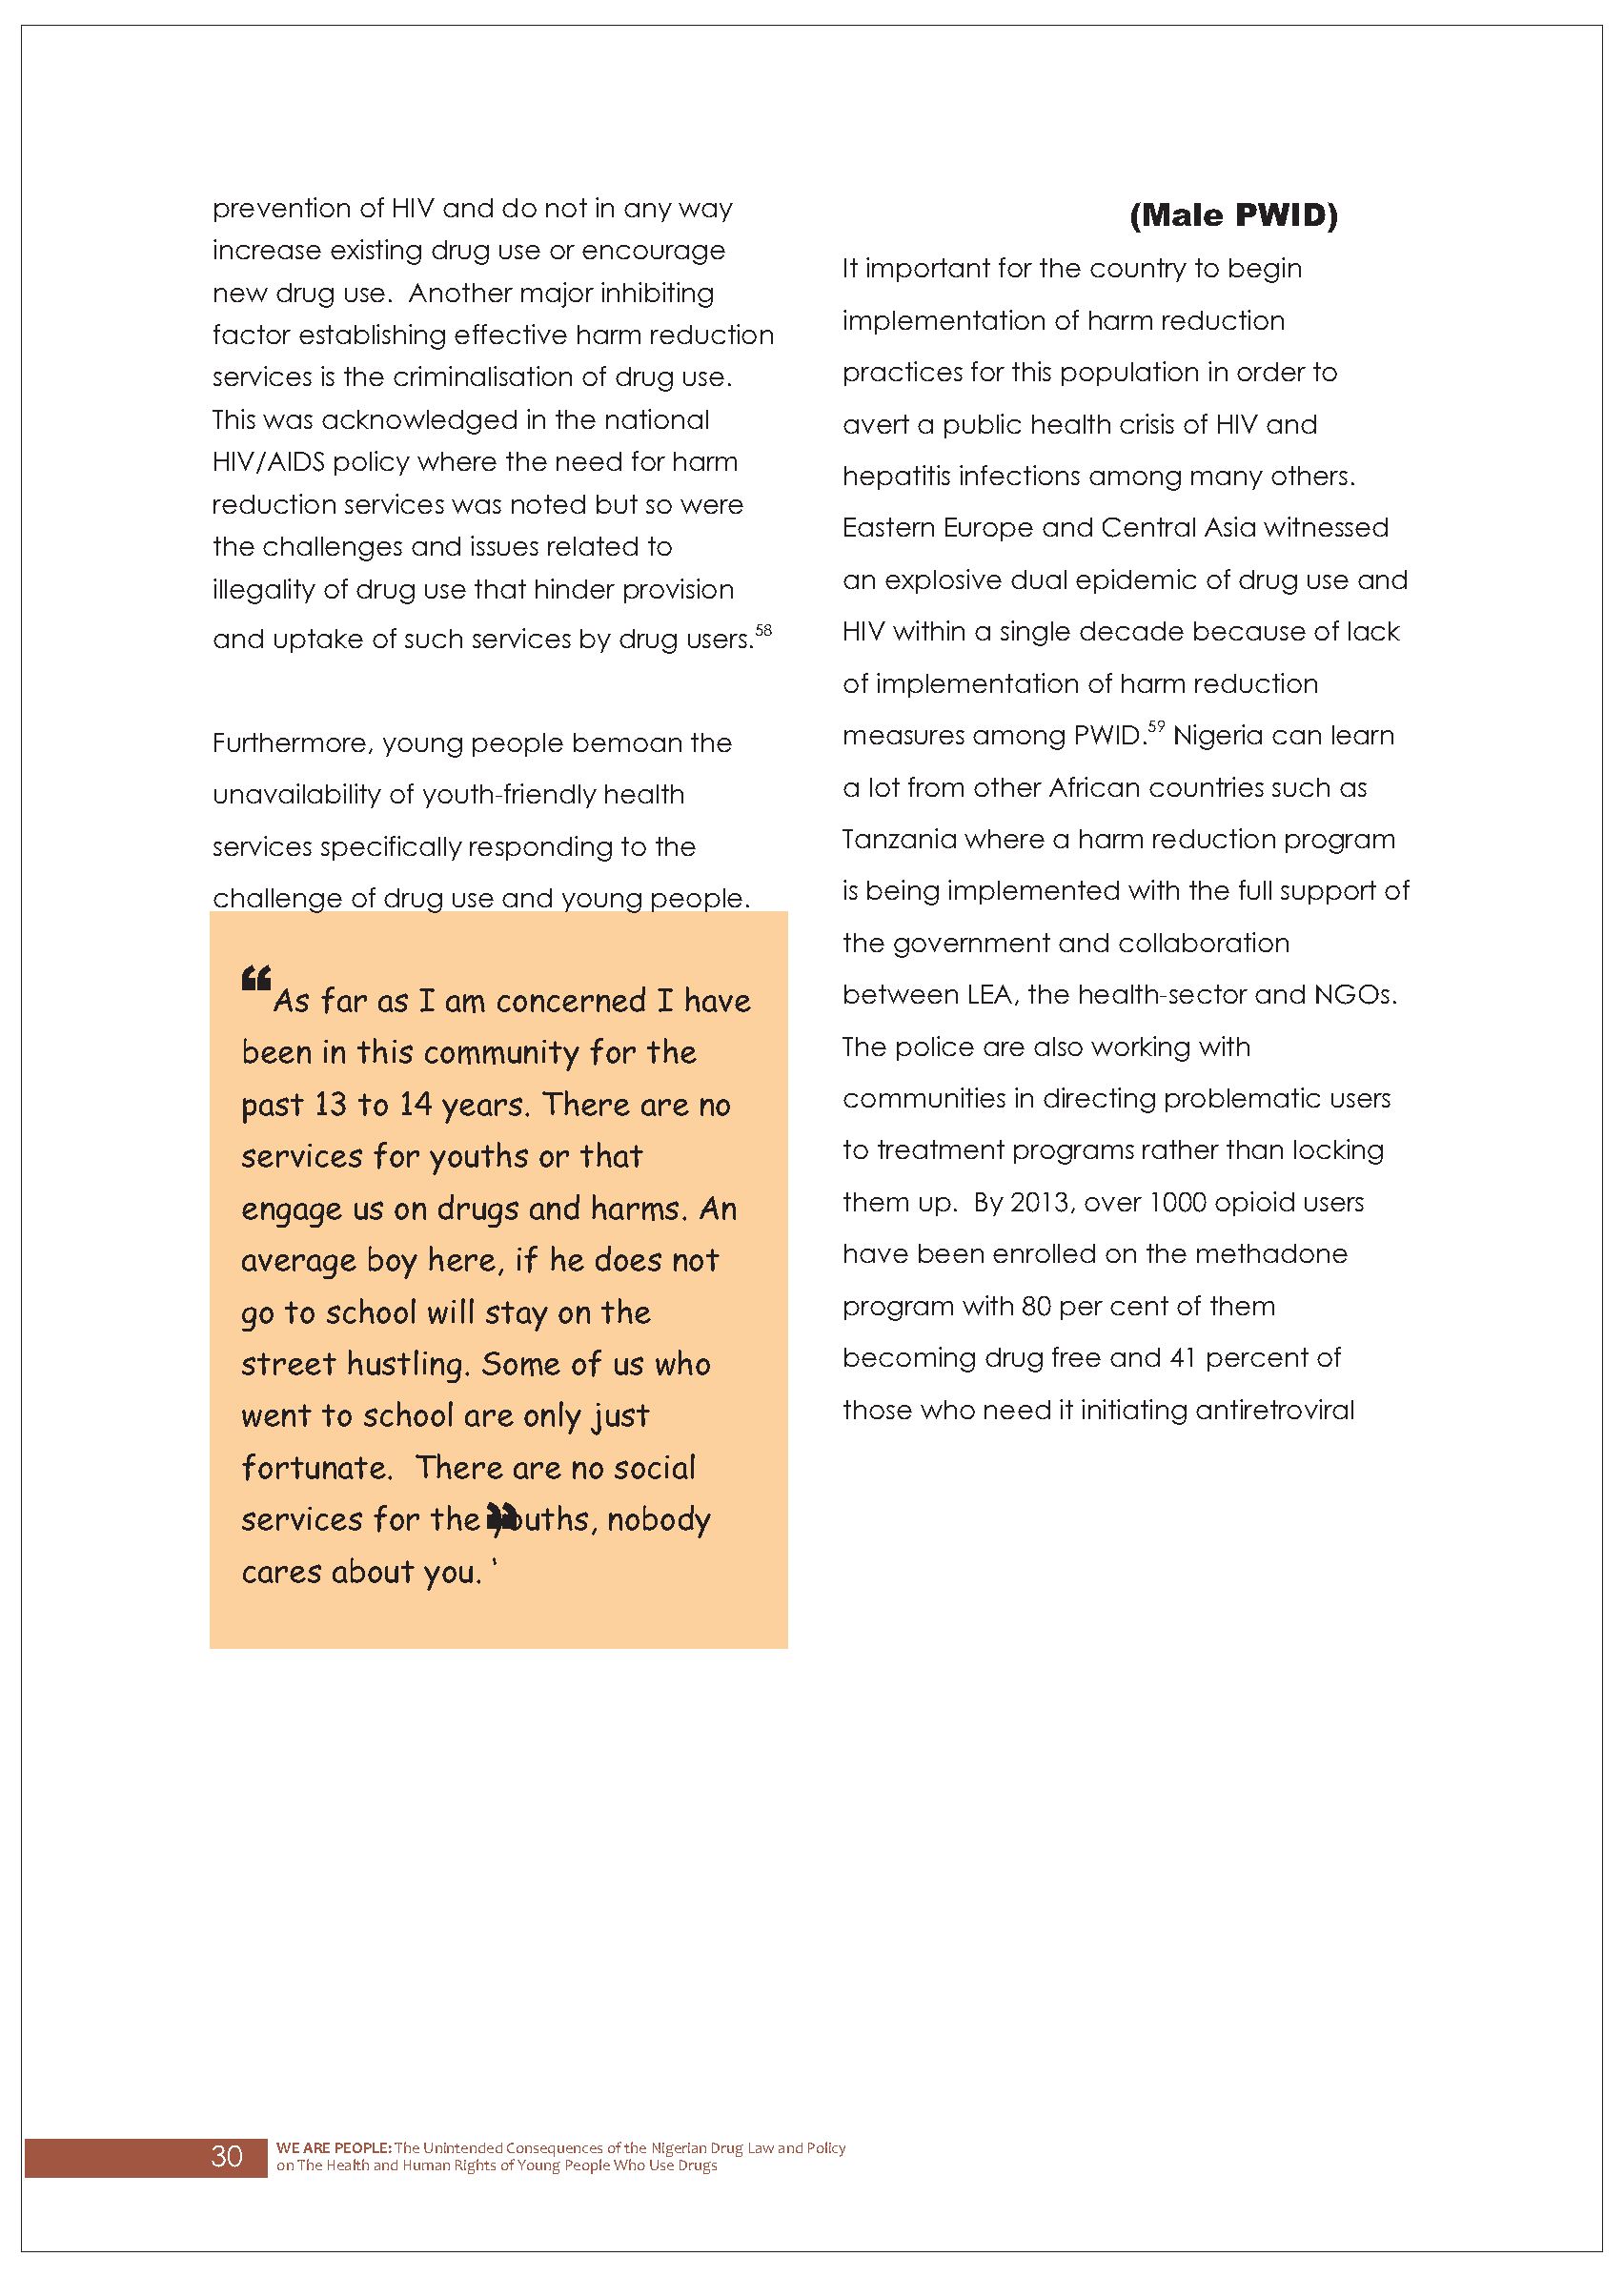 prevention of HIV and do not in any way
increase existing drug use or encourage
new drug use.  Another major inhibiting
factor establishing effective harm reduction
services is the criminalisation of drug use.
This was acknowledged in the national
HIV/AIDS policy where the need for harm
reduction services was noted but so were
the challenges and issues related to
illegality of drug use that hinder provision
and uptake of such services by drug users.58
Furthermore, young people bemoan the
unavailability of youth-friendly health
services specifically responding to the
challenge of drug use and young people.
“As far as I am concerned I have
been in this community for the
past 13 to 14 years. There are no
services for youths or that
engage us on drugs and harms. An
average boy here, if he does not
go to school will stay on the
street hustling. Some of us who
went to school are only just
fortunate.  There are no social
services for the youths, nobody
cares about you. ‘
”
(Male PWID)
It important for the country to begin
implementation of harm reduction
practices for this population in order to
avert a public health crisis of HIV and
hepatitis infections among many others.
Eastern Europe and Central Asia witnessed
an explosive dual epidemic of drug use and
HIV within a single decade because of lack
of implementation of harm reduction
measures among PWID.59 Nigeria can learn
a lot from other African countries such as
Tanzania where a harm reduction program
is being implemented with the full support of
the government and collaboration
between LEA, the health-sector and NGOs.
The police are also working with
communities in directing problematic users
to treatment programs rather than locking
them up.  By 2013, over 1000 opioid users
have been enrolled on the methadone
program with 80 per cent of them
becoming drug free and 41 percent of
those who need it initiating antiretroviral
30
WE ARE PEOPLE: The Unintended Consequences of the Nigerian Drug Law and Policy
on The Health and Human Rights of Young People Who Use Drugs